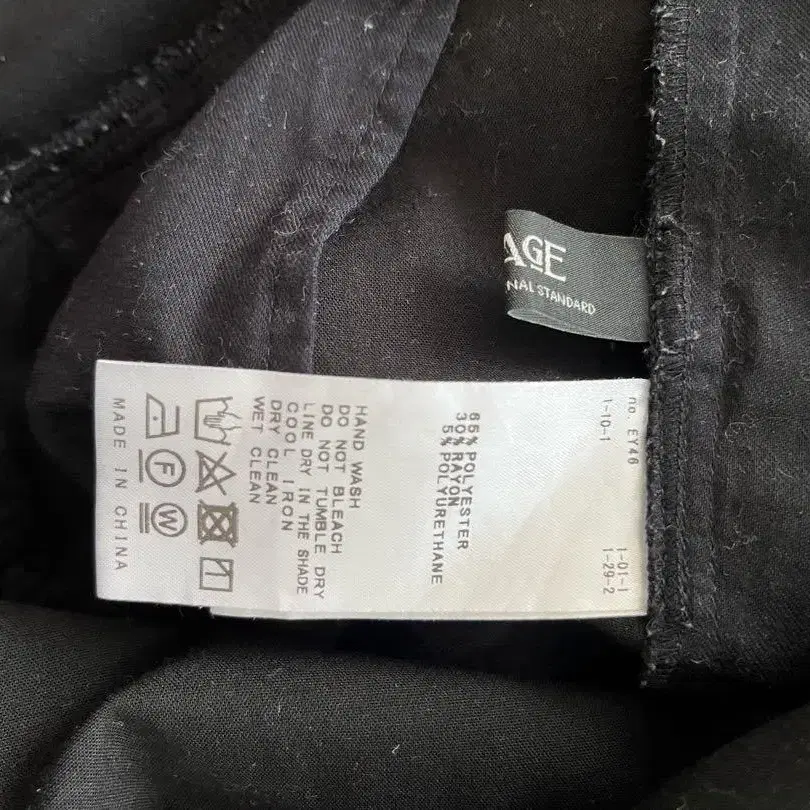 AGE
NAL STANDARD
no. EY46
1-10-1
1-01-1
1-29-2
65% POLYESTER
30% RAYON
5% POLYURETHANE
HAND WASH
DO NOT BLEACH
DO NOT TUMBLE DRY
LINE DRY IN THE SHADE
COOL IRON
DRY CLEAN
WET CLEAN
F
W
MADE IN CHINA